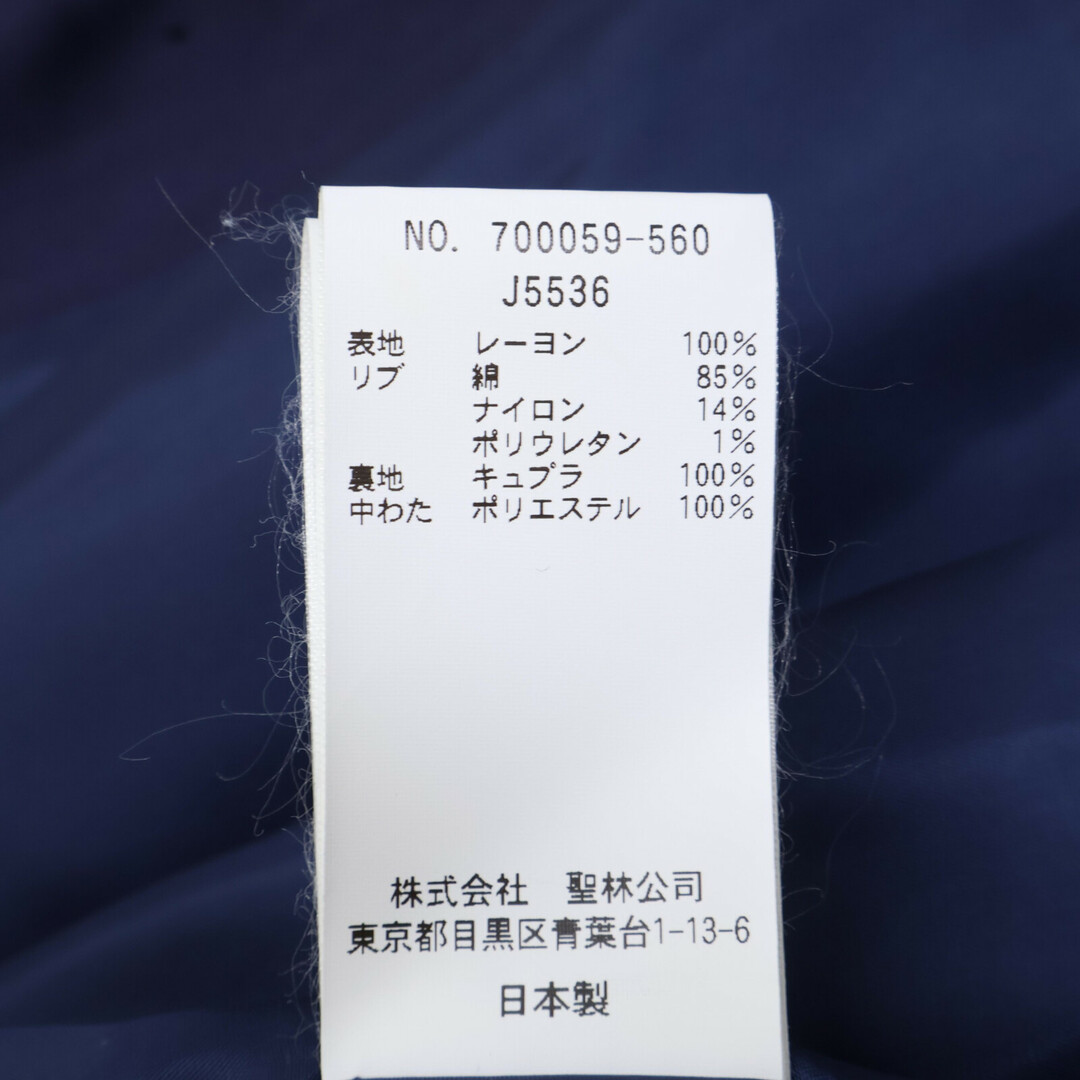 NO. 700059-560
J5536
表地 レーヨン 100%
リブ 綿 85%
ナイロン 14%
ポリウレタン 1%
裏地 キュプラ 100%
中わた ポリエステル 100%
株式会社 聖林公司
東京都目黒区青葉台1-13-6
日本製